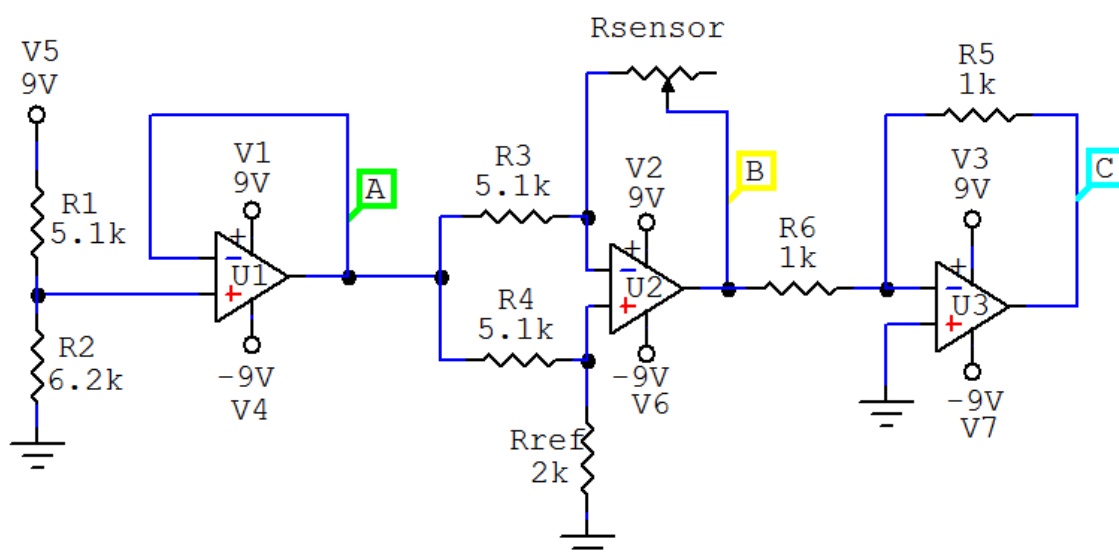 V5
9V
R1
5.1k
R2
6.2k
V1
9V
+
-
U1
+
-9V
V4
A
R3
5.1k
R4
5.1k
Rref
2k
Rsensor
V2
9V
+
-
U2
+
-9V
V6
B
R6
1k
R5
1k
V3
9V
+
-
U3
+
-9V
V7
C